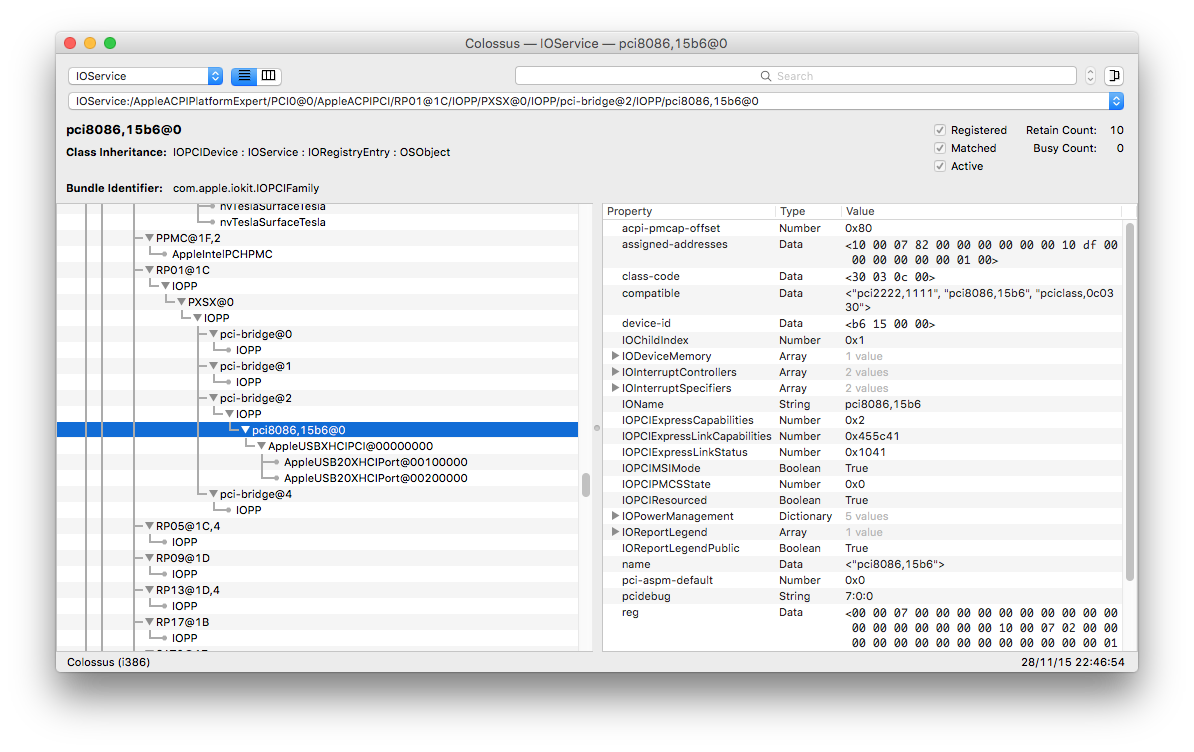 Colossus — IOService — pci8086,15b6@0
IOService
Search
IOService:/AppleACPIPlatformExpert/PCI0@0/AppleACPIPCI/RP01@1C/IOPP/PXSX@0/IOPP/pci-bridge@2/IOPP/pci8086,15b6@0
pci8086,15b6@0
Registered Retain Count: 10
Class Inheritance: IOPCIDevice : IOService : IORegistryEntry : OSObject
Matched Busy Count: 0
Active
Bundle Identifier: com.apple.iokit.IOPCIFamily
nvTeslaSurfaceTesla
nvTeslaSurfaceTesla
PPMC@1F,2
AppleIntelPCHPMC
RP01@1C
IOPP
PXSX@0
IOPP
pci-bridge@0
IOPP
pci-bridge@1
IOPP
pci-bridge@2
IOPP
pci8086,15b6@0
AppleUSBXHCIPCI@00000000
AppleUSB20XHCIPort@00100000
AppleUSB20XHCIPort@00200000
pci-bridge@4
IOPP
RP05@1C,4
IOPP
RP09@1D
IOPP
RP13@1D,4
IOPP
RP17@1B
IOPP
Property Type Value
acpi-pmcap-offset Number 0x80
assigned-addresses Data <10 00 07 82 00 00 00 00 00 00 10 df 00
00 00 00 00 00 01 00>
class-code Data <30 03 0c 00>
compatible Data <"pci2222,1111", "pci8086,15b6", "pciclass,0c03
30">
device-id Data <b6 15 00 00>
IOChildIndex Number 0x1
IODeviceMemory Array 1 value
IOInterruptControllers Array 2 values
IOInterruptSpecifiers Array 2 values
IOName String pci8086,15b6
IOPCIExpressCapabilities Number 0x2
IOPCIExpressLinkCapabilities Number 0x455c41
IOPCIExpressLinkStatus Number 0x1041
IOPCIMSIMode Boolean True
IOPCIPMCSState Number 0x0
IOPCIResourced Boolean True
IOPowerManagement Dictionary 5 values
IOReportLegend Array 1 value
IOReportLegendPublic Boolean True
name Data <"pci8086,15b6">
pci-aspm-default Number 0x0
pcidebug String 7:0:0
reg Data <00 00 07 00 00 00 00 00 00 00 00 00 00
00 00 00 00 00 00 00 10 00 07 02 00 00
00 00 00 00 00 00 00 00 00 00 00 00 01
Colossus (i386)
28/11/15 22:46:54